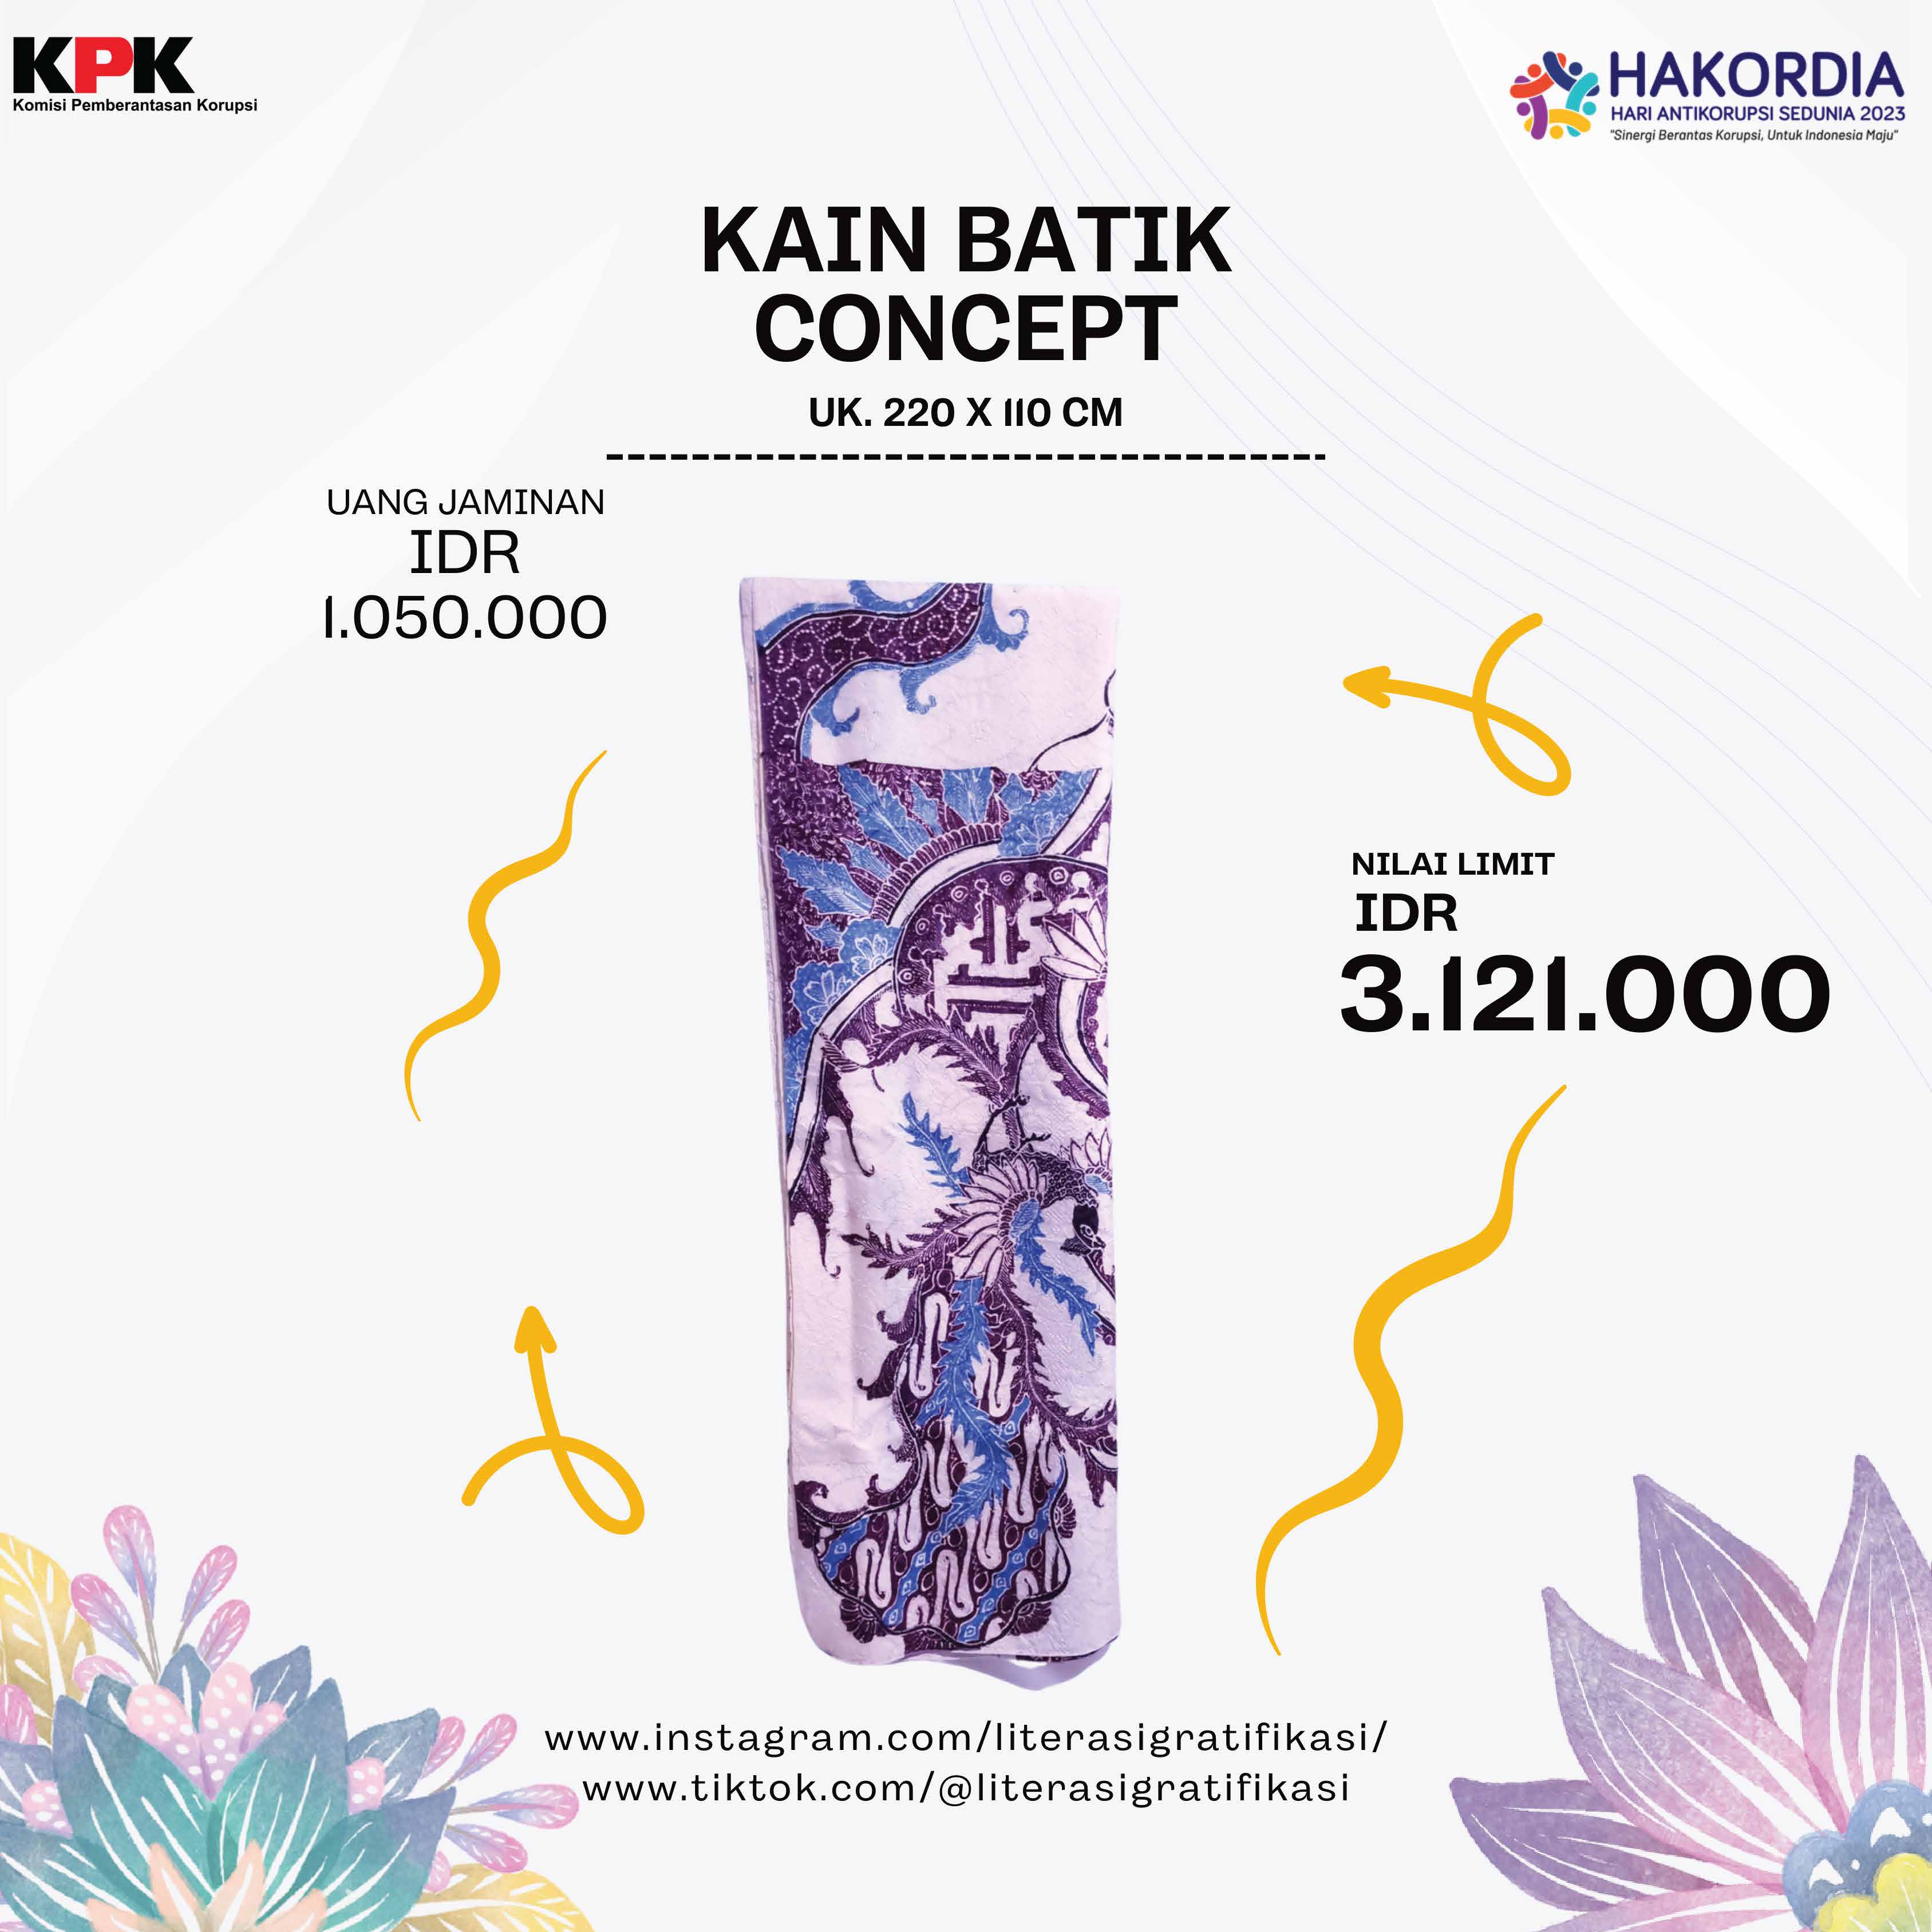 KPK
Komisi Pemberantasan Korupsi
HAKORDIA
HARI ANTIKORUPSI SEDUNIA 2023
"Sinergi Berantas Korupsi, Untuk Indonesia Maju"
KAIN BATIK
CONCEPT
UK. 220 X 110 CM
UANG JAMINAN
IDR
1.050.000
NILAI LIMIT
IDR
3.121.000
www.instagram.com/literasigratifikasi/
www.tiktok.com/@literasigratifikasi